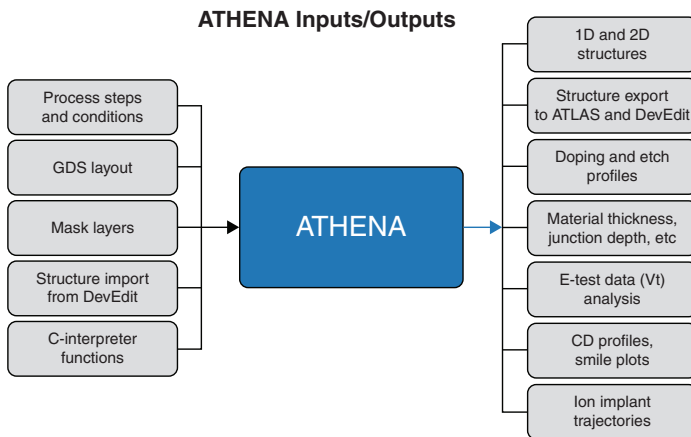 ATHENA Inputs/Outputs
Process steps
and conditions
GDS layout
Mask layers
Structure import
from DevEdit
C-interpreter
functions
ATHENA
1D and 2D
structures
Structure export
to ATLAS and DevEdit
Doping and etch
profiles
Material thickness,
junction depth, etc
E-test data (Vt)
analysis
CD profiles,
smile plots
Ion implant
trajectories